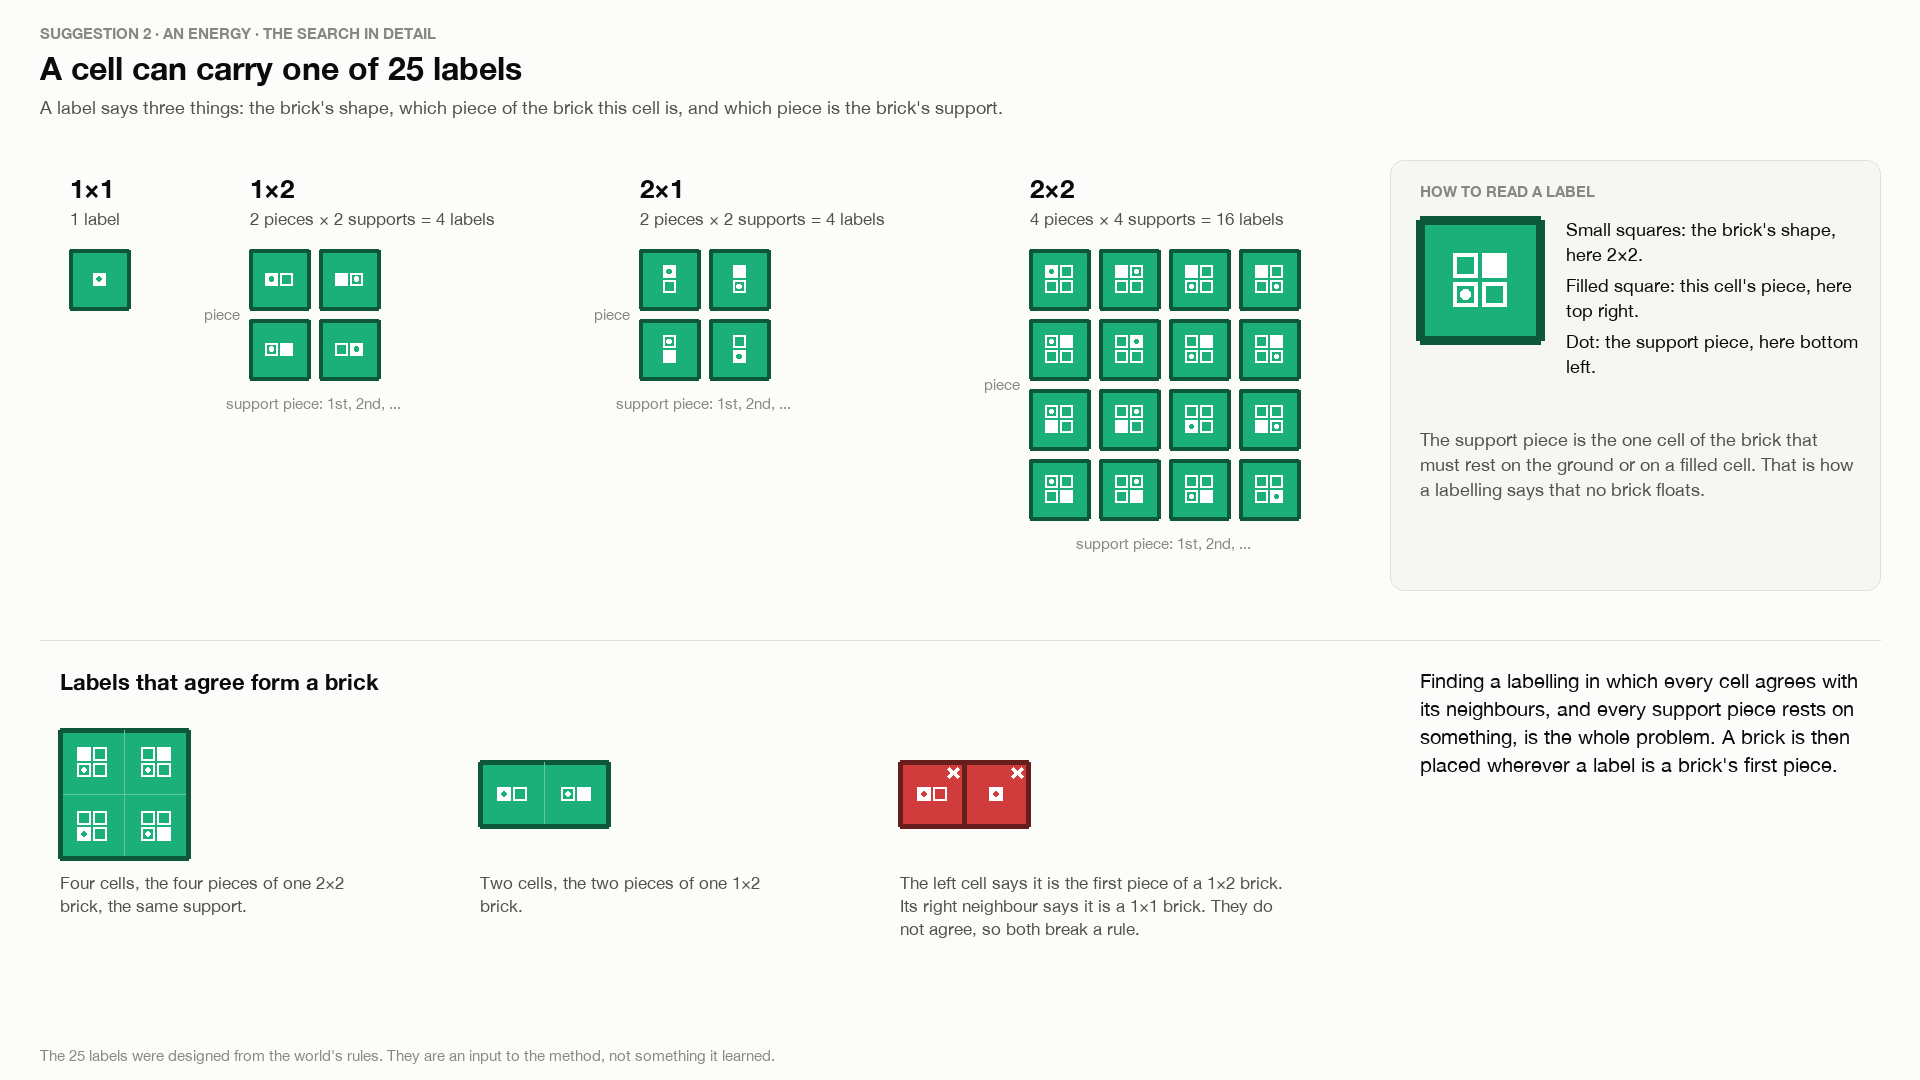 SUGGESTION 2 · AN ENERGY · THE SEARCH IN DETAIL
A cell can carry one of 25 labels
A label says three things: the brick's shape, which piece of the brick this cell is, and which piece is the brick's support.
1×1
1 label
1×2
2 pieces × 2 supports = 4 labels
piece
support piece: 1st, 2nd, ...
2×1
2 pieces × 2 supports = 4 labels
piece
support piece: 1st, 2nd, ...
2×2
4 pieces × 4 supports = 16 labels
piece
support piece: 1st, 2nd, ...
HOW TO READ A LABEL
Small squares: the brick's shape,
here 2×2.
Filled square: this cell's piece, here
top right.
Dot: the support piece, here bottom
left.
The support piece is the one cell of the brick that
must rest on the ground or on a filled cell. That is how
a labelling says that no brick floats.
Labels that agree form a brick
Four cells, the four pieces of one 2×2
brick, the same support.
Two cells, the two pieces of one 1×2
brick.
The left cell says it is the first piece of a 1×2 brick.
Its right neighbour says it is a 1×1 brick. They do
not agree, so both break a rule.
Finding a labelling in which every cell agrees with
its neighbours, and every support piece rests on
something, is the whole problem. A brick is then
placed wherever a label is a brick's first piece.
The 25 labels were designed from the world's rules. They are an input to the method, not something it learned.